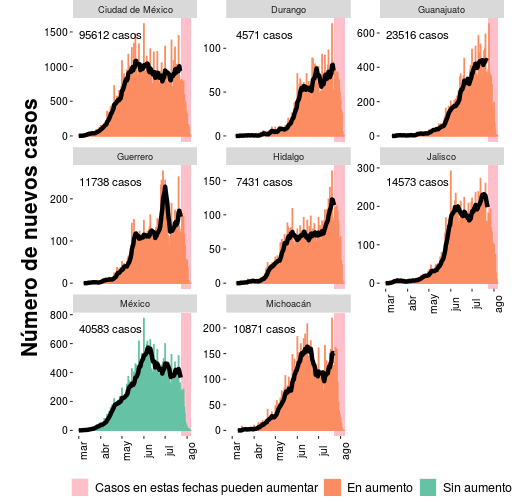 Número de nuevos casos
Ciudad de México
Durango
Guanajuato
95612 casos
4571 casos
23516 casos
1500
1000
500
0
100
50
0
600
400
200
0
Guerrero
Hidalgo
Jalisco
11738 casos
7431 casos
14573 casos
200
100
0
150
100
50
0
300
200
100
0
mar abr may jun jul ago
México
Michoacán
40583 casos
10871 casos
800
600
400
200
0
200
150
100
50
0
mar abr may jun jul ago
mar abr may jun jul ago
Casos en estas fechas pueden aumentar
En aumento
Sin aumento